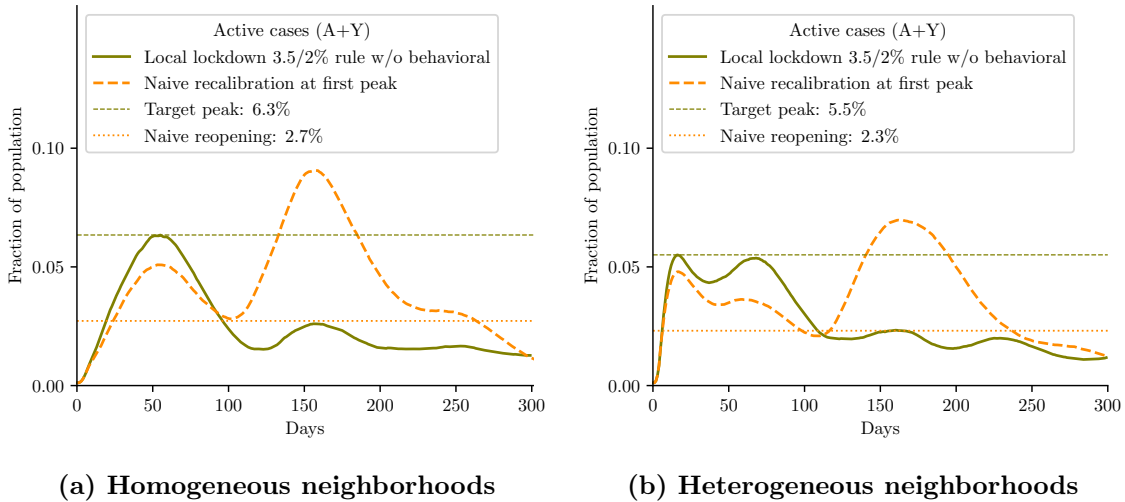 Active cases (A+Y)
Local lockdown 3.5/2% rule w/o behavioral
Naive recalibration at first peak
Target peak: 6.3%
Naive reopening: 2.7%
Fraction of population
0.10
0.05
0.00
0 50 100 150 200 250 300
Days
(a) Homogeneous neighborhoods
Active cases (A+Y)
Local lockdown 3.5/2% rule w/o behavioral
Naive recalibration at first peak
Target peak: 5.5%
Naive reopening: 2.3%
Fraction of population
0.10
0.05
0.00
0 50 100 150 200 250 300
Days
(b) Heterogeneous neighborhoods